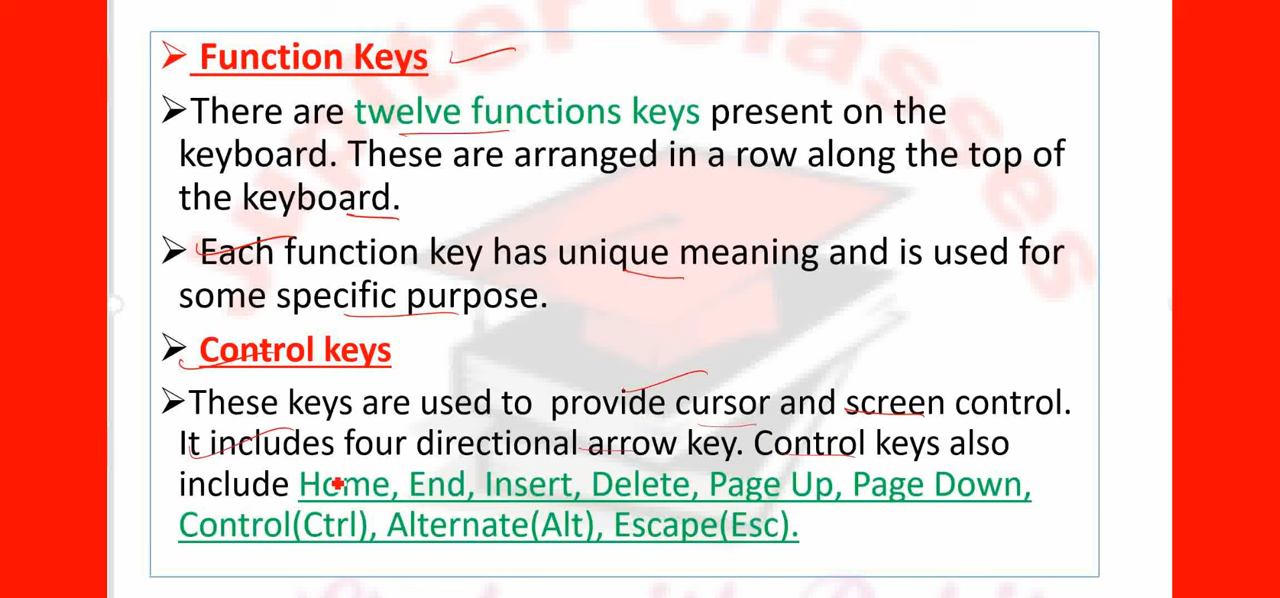 ➢ Function Keys
➢There are twelve functions keys present on the
keyboard. These are arranged in a row along the top of
the keyboard.
➢ Each function key has unique meaning and is used for
some specific purpose.
➢ Control keys
➢These keys are used to provide cursor and screen control.
It includes four directional arrow key. Control keys also
include Home, End, Insert, Delete, Page Up, Page Down,
Control(Ctrl), Alternate(Alt), Escape(Esc).